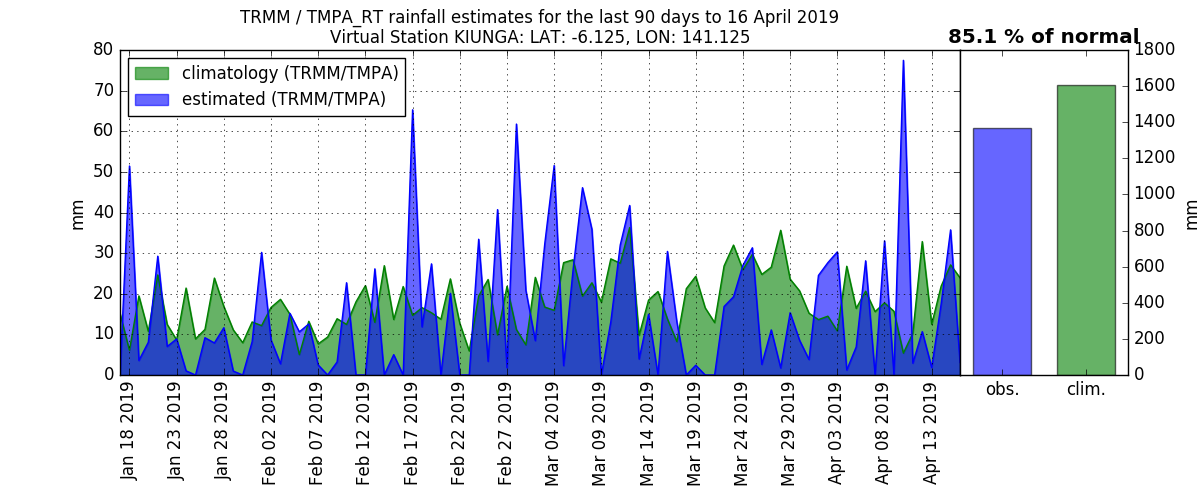 TRMM / TMPA_RT rainfall estimates for the last 90 days to 16 April 2019
Virtual Station KIUNGA: LAT: -6.125, LON: 141.125
85.1 % of normal
climatology (TRMM/TMPA)
estimated (TRMM/TMPA)
mm
80
70
60
50
40
30
20
10
0
Jan 18 2019
Jan 23 2019
Jan 28 2019
Feb 02 2019
Feb 07 2019
Feb 12 2019
Feb 17 2019
Feb 22 2019
Feb 27 2019
Mar 04 2019
Mar 09 2019
Mar 14 2019
Mar 19 2019
Mar 24 2019
Mar 29 2019
Apr 03 2019
Apr 08 2019
Apr 13 2019
obs.
clim.
1800
1600
1400
1200
1000
800
600
400
200
0
mm